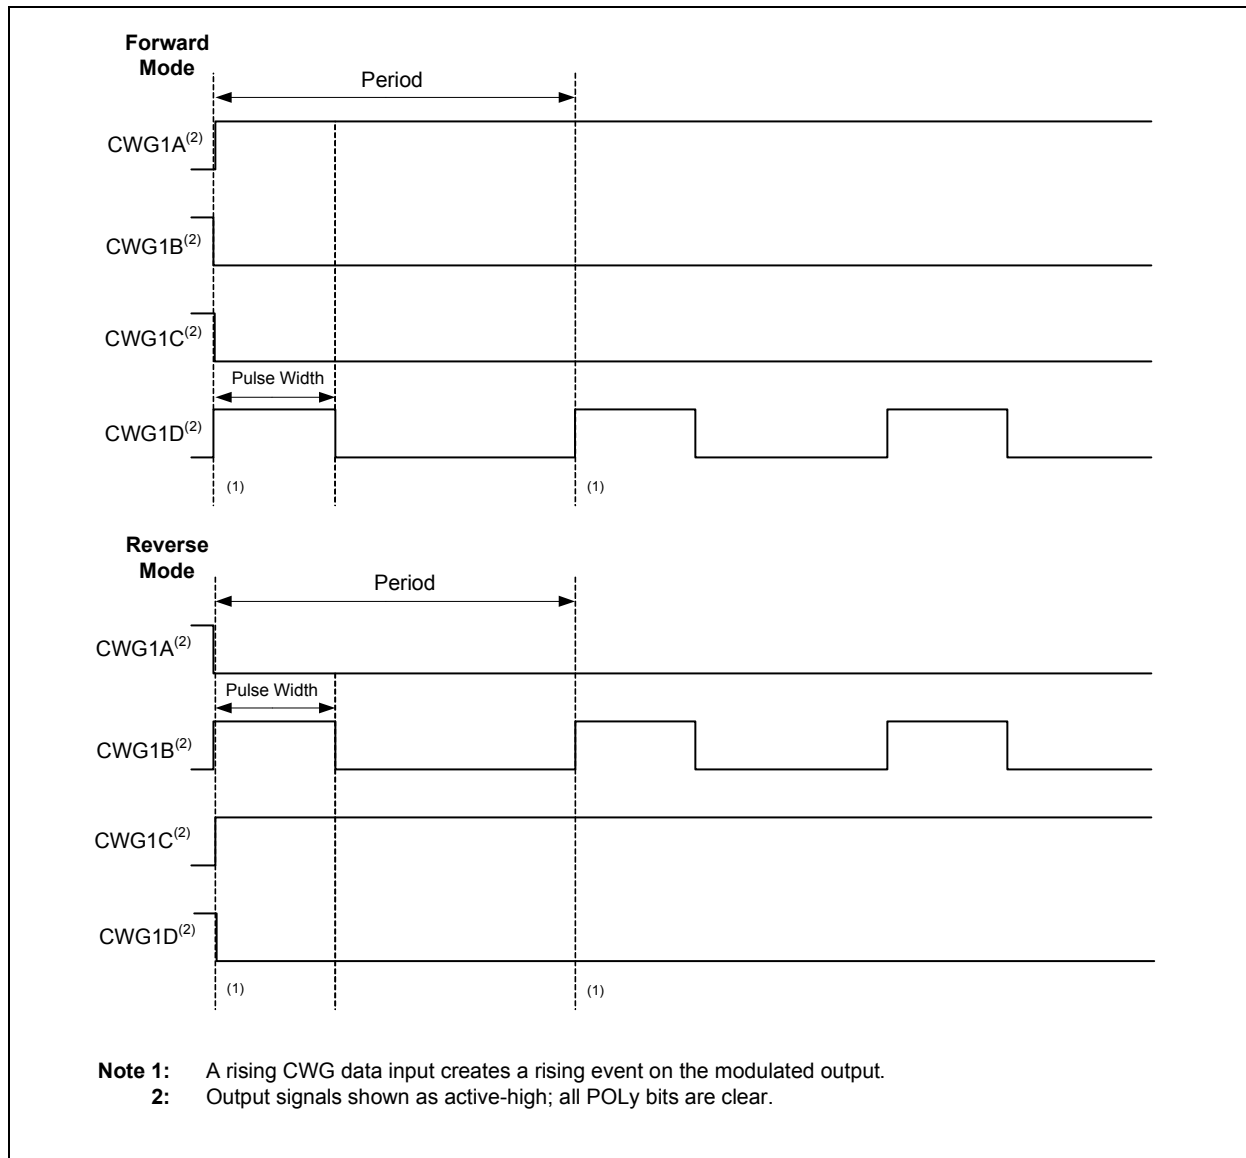 Forward
Mode
Period
CWG1A(2)
CWG1B(2)
CWG1C(2)
Pulse Width
CWG1D(2)
(1)
(1)
Reverse
Mode
Period
CWG1A(2)
Pulse Width
CWG1B(2)
CWG1C(2)
CWG1D(2)
(1)
(1)
Note 1: A rising CWG data input creates a rising event on the modulated output.
2: Output signals shown as active-high; all POLy bits are clear.